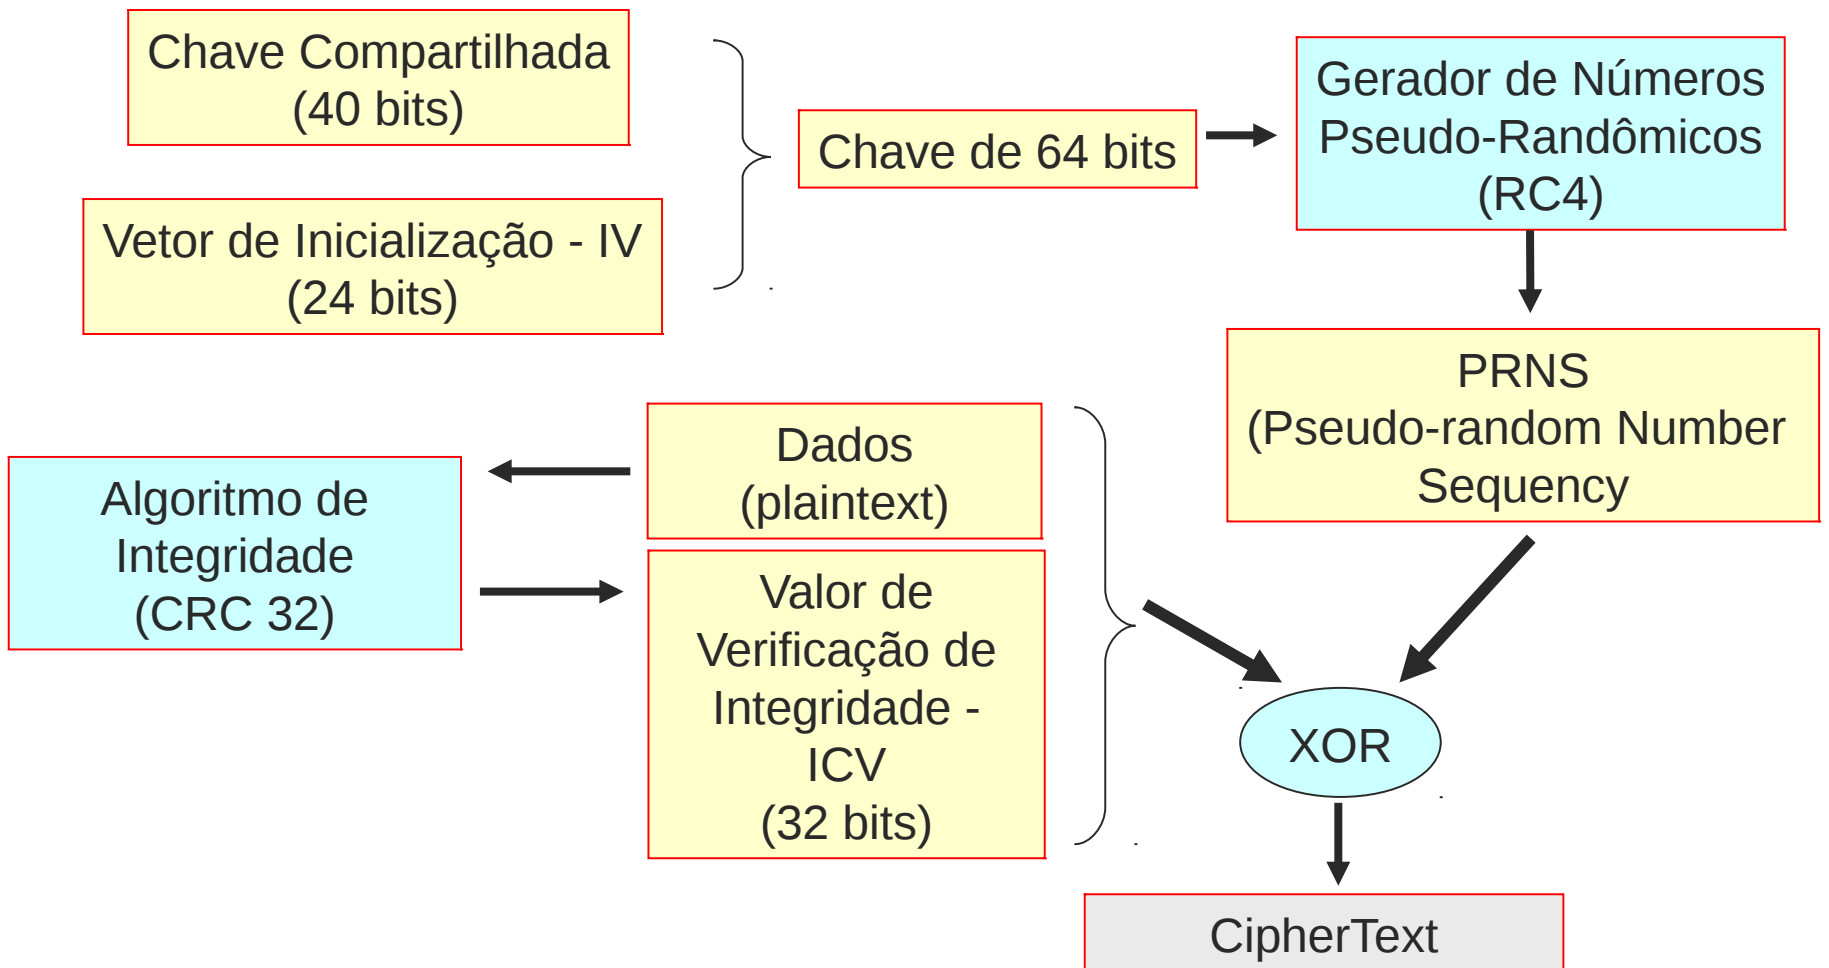 Chave Compartilhada
(40 bits)
Vetor de Inicialização - IV
(24 bits)
Chave de 64 bits
Gerador de Números
Pseudo-Randômicos
(RC4)
PRNS
(Pseudo-random Number
Sequency
Dados
(plaintext)
Algoritmo de
Integridade
(CRC 32)
Valor de
Verificação de
Integridade -
ICV
(32 bits)
XOR
CipherText